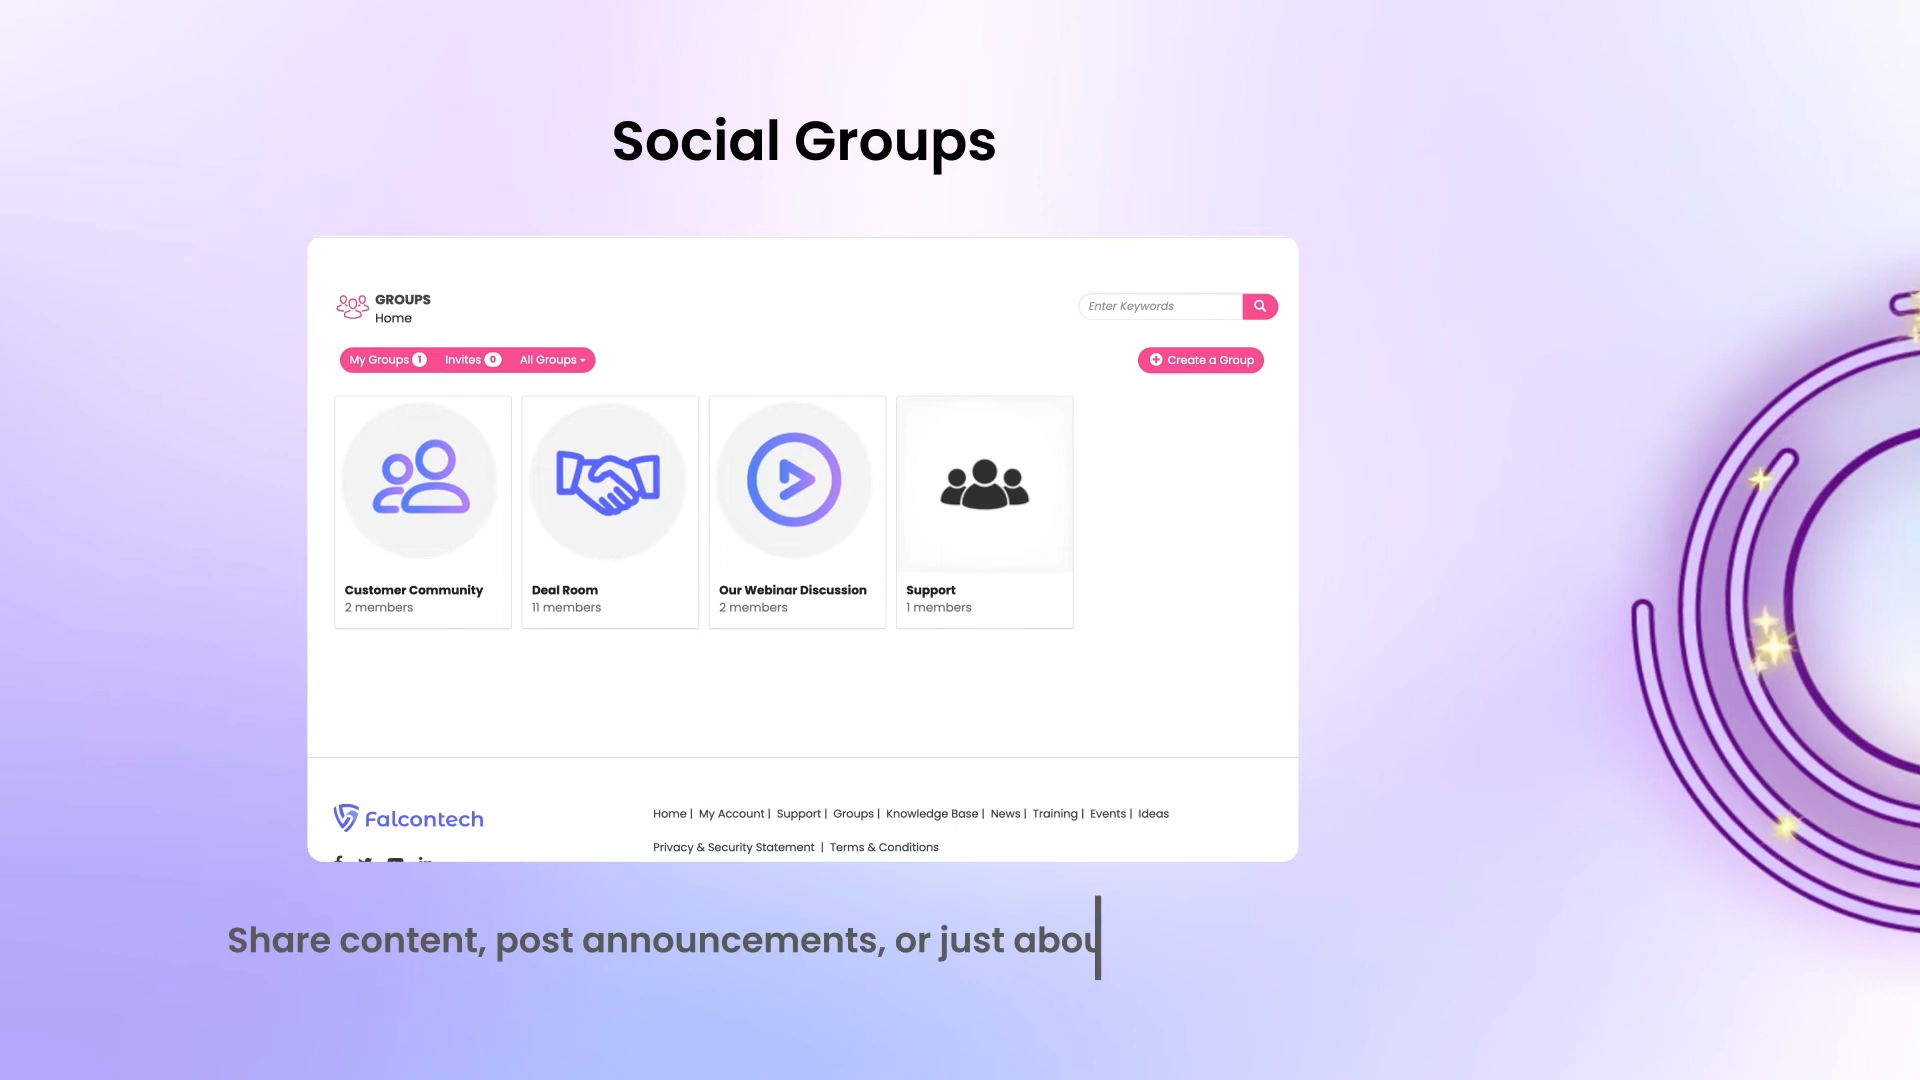 Social Groups
GROUPS
Home
Enter Keywords
My Groups 1 Invites 0 All Groups
Create a Group
Customer Community
2 members
Deal Room
11 members
Our Webinar Discussion
2 members
Support
1 members
Falcontech
Home | My Account | Support | Groups | Knowledge Base | News | Training | Events | Ideas
Privacy & Security Statement | Terms & Conditions
Share content, post announcements, or just abou